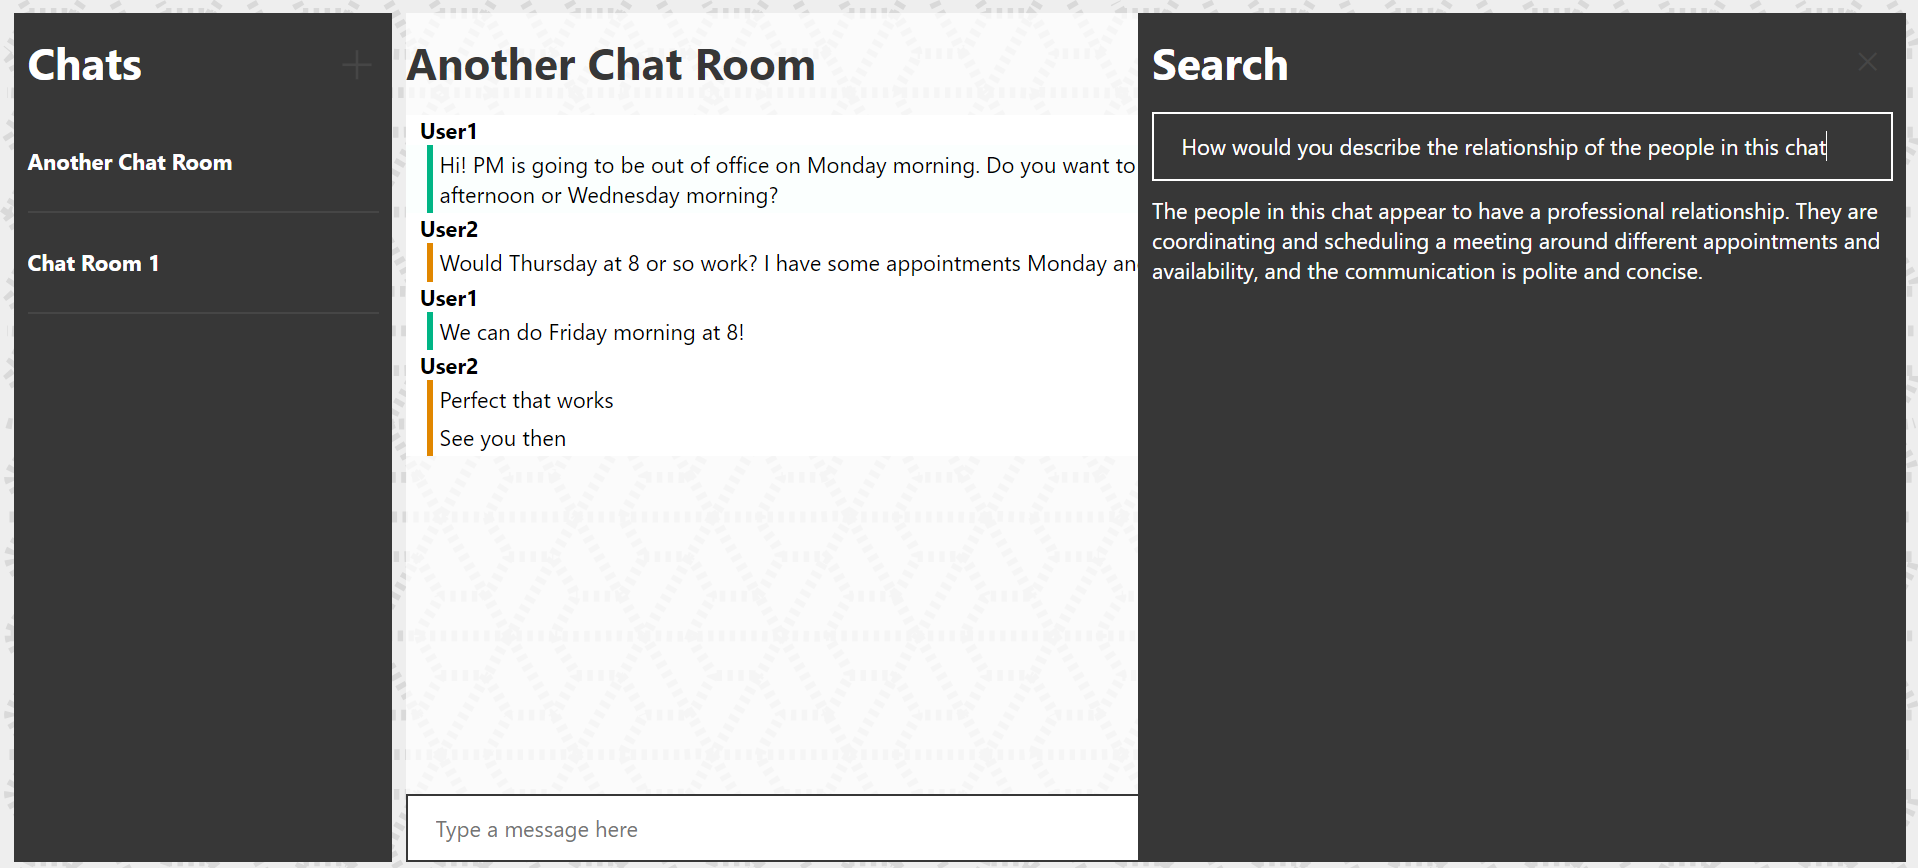 Chats
Another Chat Room
Chat Room 1
Another Chat Room
User1
Hi! PM is going to be out of office on Monday morning. Do you want to
afternoon or Wednesday morning?
User2
Would Thursday at 8 or so work? I have some appointments Monday
User1
We can do Friday morning at 8!
User2
Perfect that works
See you then
Type a message here
Search
How would you describe the relationship of the people in this chat
The people in this chat appear to have a professional relationship. They are
coordinating and scheduling a meeting around different appointments and
availability, and the communication is polite and concise.